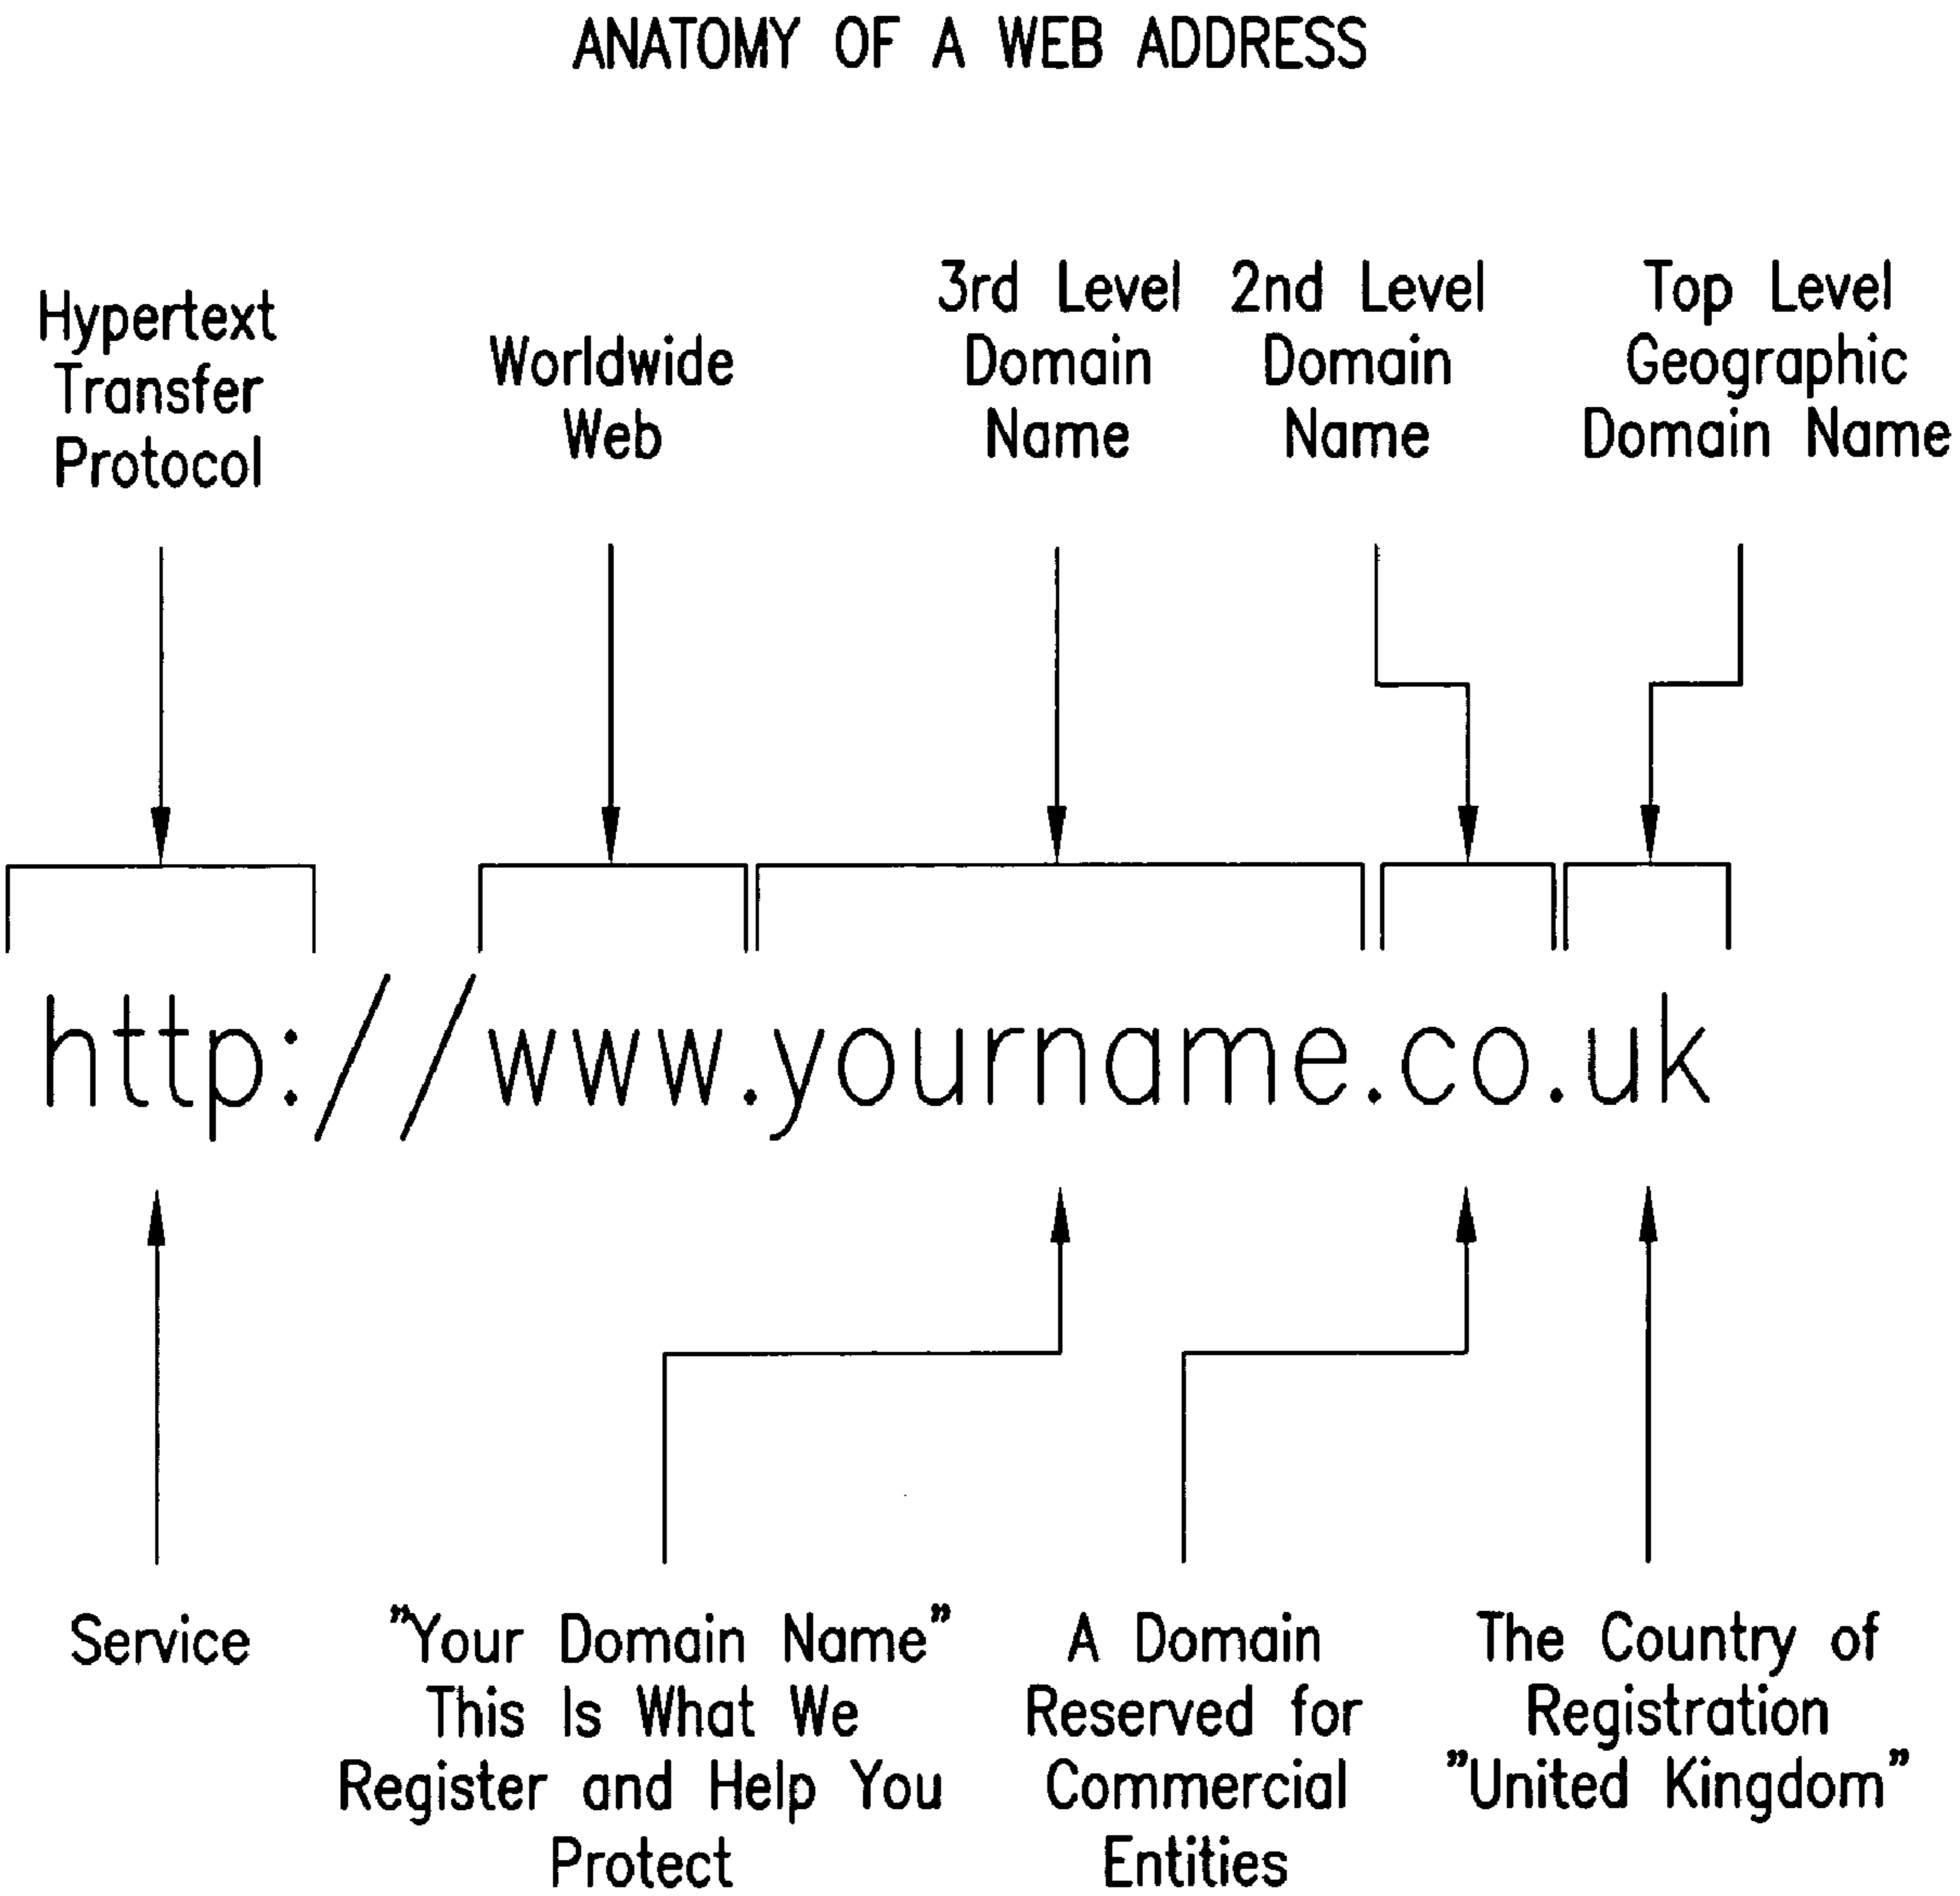 ANATOMY OF A WEB ADDRESS
Hypertext
Transfer
Protocol
Worldwide
Web
3rd Level
Domain
Name
2nd Level
Domain
Name
Top Level
Geographic
Domain Name
http://www.yourname.co.uk
Service
"Your Domain Name"
This Is What We
Register and Help You
Protect
A Domain
Reserved for
Commercial
Entities
The Country of
Registration
"United Kingdom"